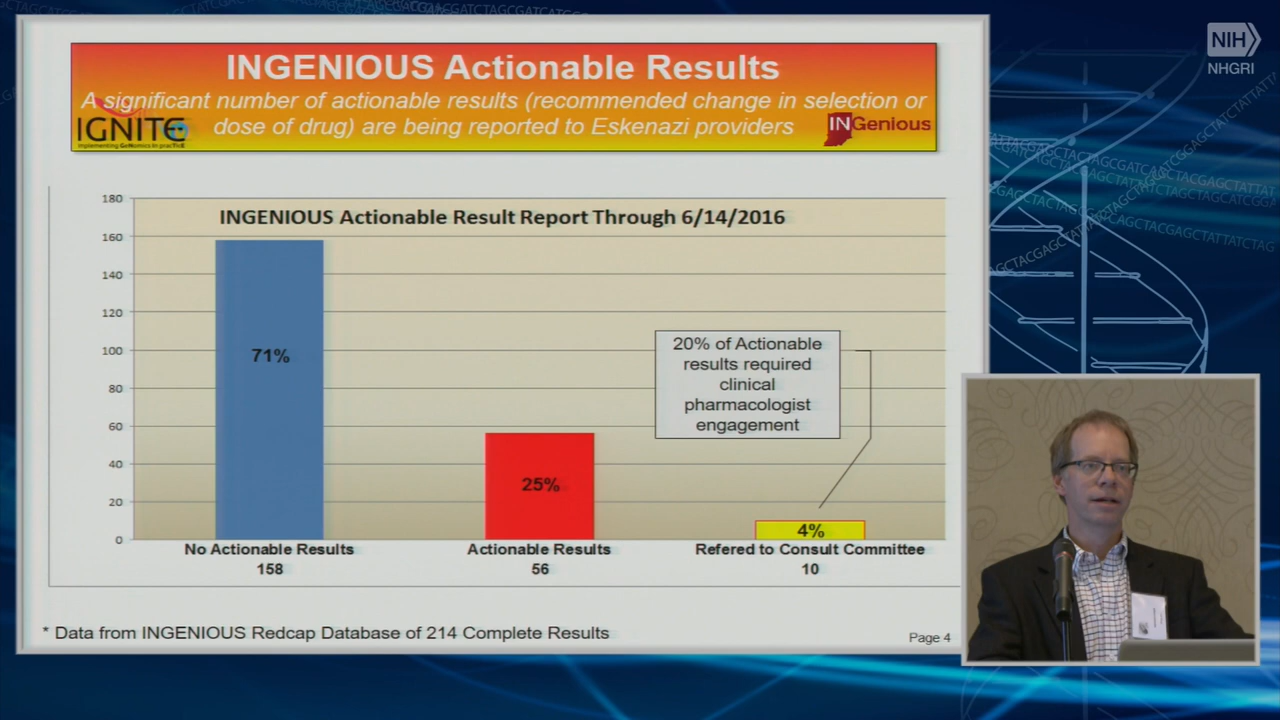 NIH
NHGRI
INGENIOUS Actionable Results
A significant number of actionable results (recommended change in selection or
dose of drug) are being reported to Eskenazi providers
IGNITE
Implementing GeNomics In pracTicE
INGenious
INGENIOUS Actionable Result Report Through 6/14/2016
180
160
140
120
100
80
60
40
20
0
71%
25%
4%
20% of Actionable
results required
clinical
pharmacologist
engagement
No Actionable Results
158
Actionable Results
56
Refered to Consult Committee
10
* Data from INGENIOUS Redcap Database of 214 Complete Results
Page 4